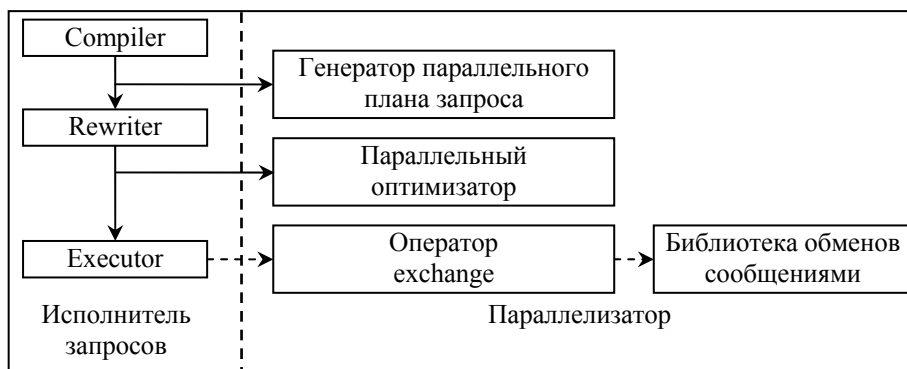 Compiler
Генератор параллельного
плана запроса
Rewriter
Параллельный
оптимизатор
Executor
Оператор
exchange
Библиотека обменов
сообщениями
Исполнитель
запросов
Параллелизатор